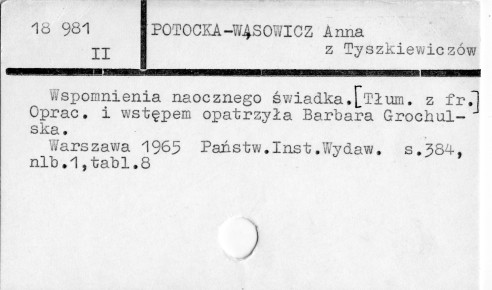 18 981 POTOCKA-WĄSOWICZ Anna
II z Tyszkiewiczów
Wspomnienia naocznego świadka.[Tłum. z fr.]
Oprac. i wstępem opatrzyła Barbara Grochul-
ska.
Warszawa 1965 Państw.Inst.Wydaw. s.384,
nlb.1,tabl.8